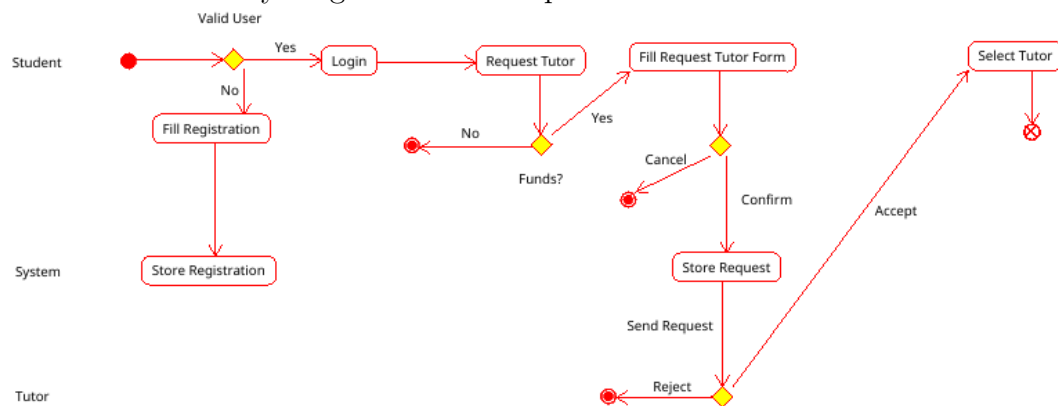 Valid User
Student
Yes
Login
Request Tutor
Fill Request Tutor Form
Select Tutor
No
Fill Registration
No
Yes
Funds?
Cancel
Confirm
Accept
System
Store Registration
Store Request
Send Request
Tutor
Reject